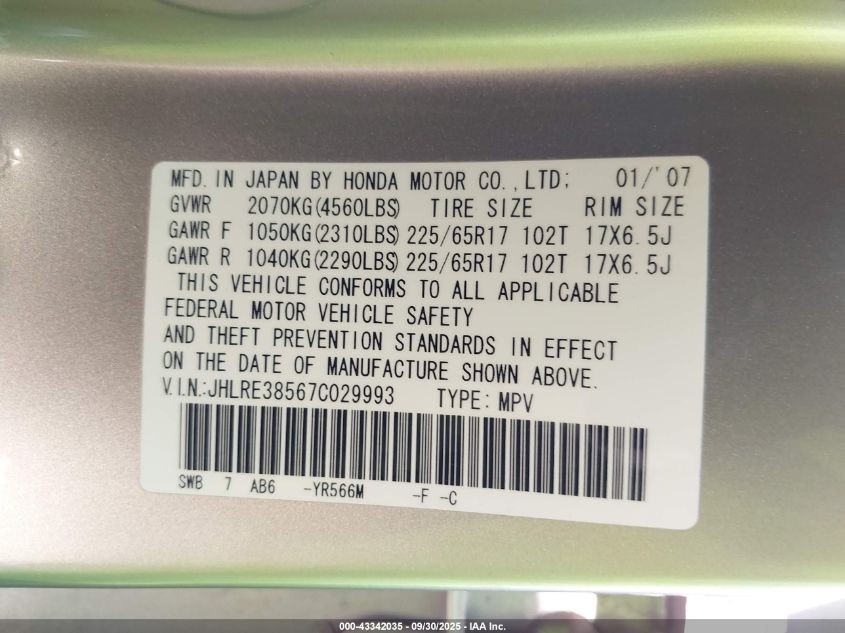 MFD. IN JAPAN BY HONDA MOTOR CO., LTD; 01/'07
GVWR 2070KG(4560LBS) TIRE SIZE RIM SIZE
GAWR F 1050KG(2310LBS) 225/65R17 102T 17X6.5J
GAWR R 1040KG(2290LBS) 225/65R17 102T 17X6.5J
THIS VEHICLE CONFORMS TO ALL APPLICABLE
FEDERAL MOTOR VEHICLE SAFETY
AND THEFT PREVENTION STANDARDS IN EFFECT
ON THE DATE OF MANUFACTURE SHOWN ABOVE.
V.I.N.:JHLRE38567C029993 TYPE: MPV
SWB 7 AB6 -YR566M -F -C
000-43342035 - 09/30/2025 - IAA Inc.